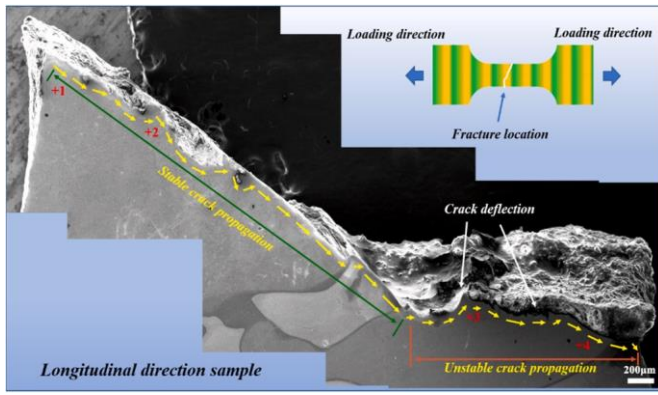 Loading direction
Loading direction
Fracture location
+1
+2
Stable crack propagation
Crack deflection
+3
+4
Unstable crack propagation
Longitudinal direction sample
200μm